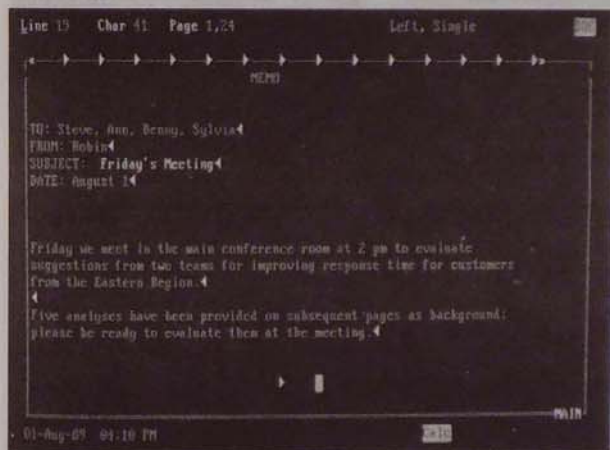 Line 19 Char 41 Page 1,24 Left, Single
MEMO
TO: Steve, Ann, Benny, Sylvia
FROM: Robin
SUBJECT: Friday's Meeting
DATE: August 1
Friday we meet in the main conference room at 2 pm to evaluate
suggestions from two teams for improving response time for customers
from the Eastern Region.
Five analyses have been provided on subsequent pages as background;
please be ready to evaluate them at the meeting.
MAIN
01-Aug-89 04:10 PM